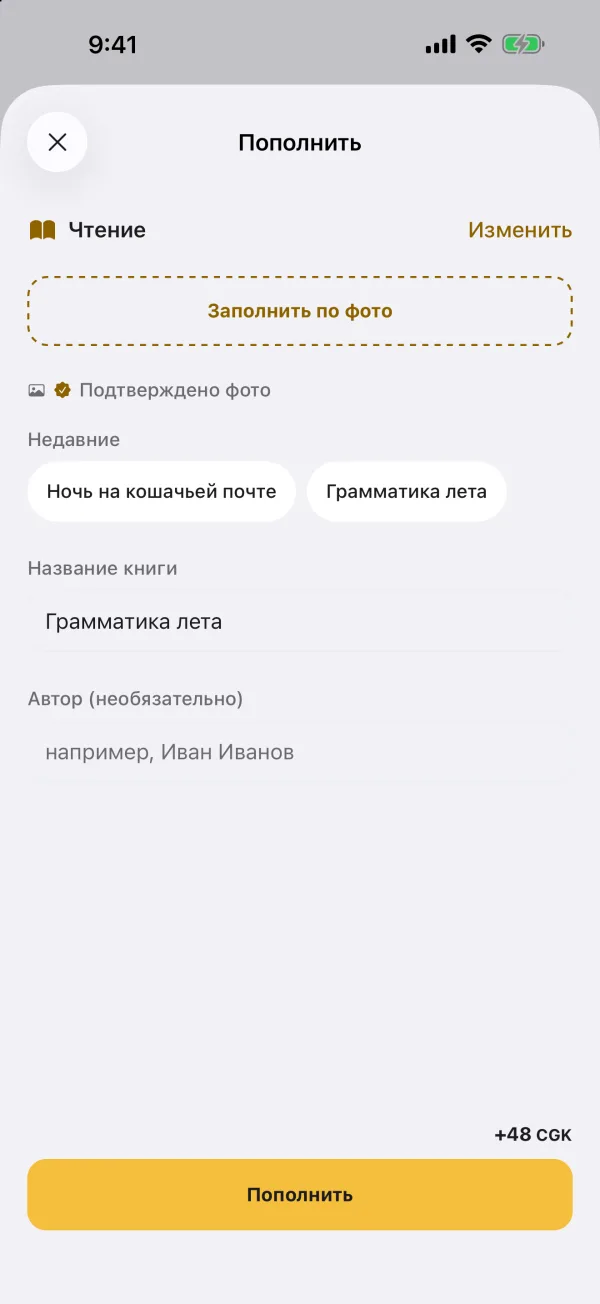 9:41
Пополнить
Чтение
Изменить
Заполнить по фото
Подтверждено фото
Недавние
Ночь на кошачьей почте
Грамматика лета
Название книги
Грамматика лета
Автор (необязательно)
например, Иван Иванов
+48 CGK
Пополнить